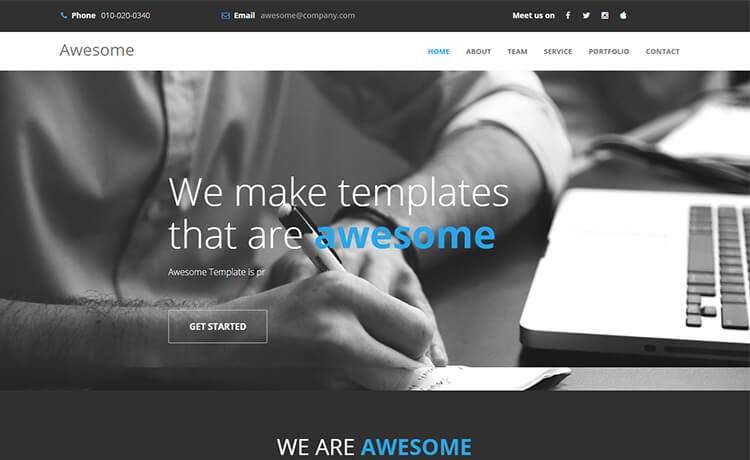 Phone 010-020-0340 Email awesome@company.com Meet us on
Awesome HOME ABOUT TEAM SERVICE PORTFOLIO CONTACT
We make templates
that are awesome
Awesome Template is pr
GET STARTED
WE ARE AWESOME